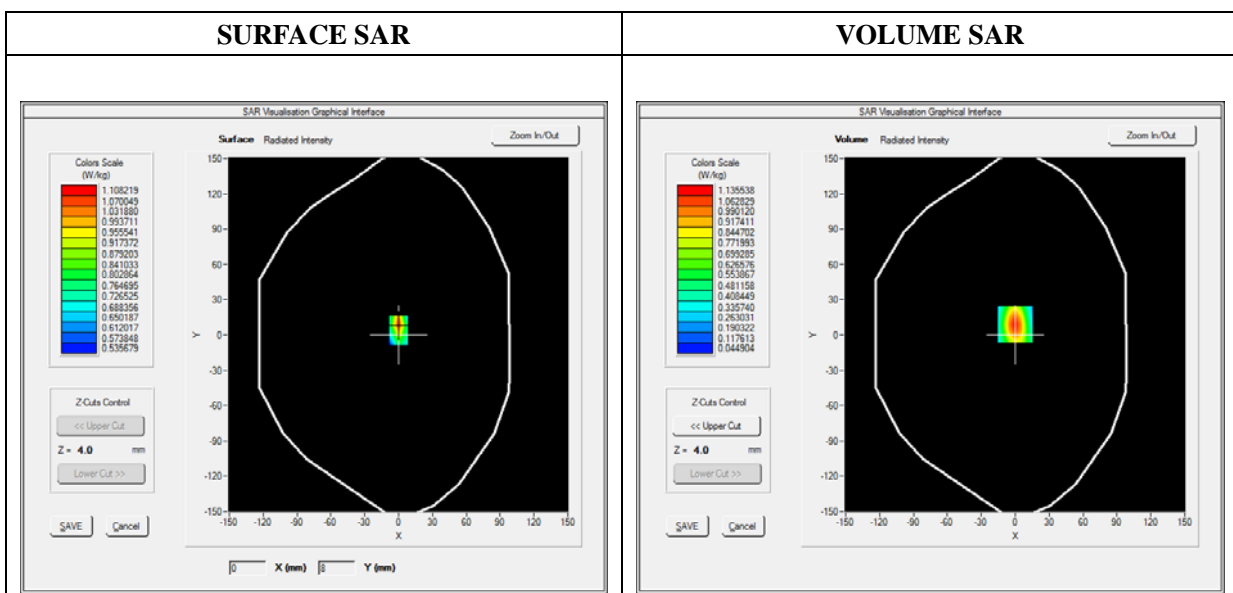 SURFACE SAR
VOLUME SAR
SAR Visualisation Graphical Interface
Surface Radiated Intensity
Zoom In/Out
Colors Scale
(W/kg)
1.108219
1.070049
1.031880
0.993711
0.955541
0.917372
0.879203
0.841033
0.802864
0.764695
0.726525
0.688356
0.650187
0.612017
0.573848
0.535679
Z-Cuts Control
<< Upper Cut
Z = 4.0 mm
Lower Cut >>
SAVE Cancel
150
120
90
60
30
0
-30
-60
-90
-120
-150
Y
-150 -120 -90 -60 -30 0 30 60 90 120 150
X
0 X (mm) 8 Y (mm)
SAR Visualisation Graphical Interface
Volume Radiated Intensity
Zoom In/Out
Colors Scale
(W/kg)
1.135538
1.062829
0.990120
0.917411
0.844702
0.771993
0.699285
0.626576
0.553867
0.481158
0.408449
0.335740
0.263031
0.190322
0.117613
0.044904
Z-Cuts Control
<< Upper Cut
Z = 4.0 mm
Lower Cut >>
SAVE Cancel
150
120
90
60
30
0
-30
-60
-90
-120
-150
Y
-150 -120 -90 -60 -30 0 30 60 90 120 150
X